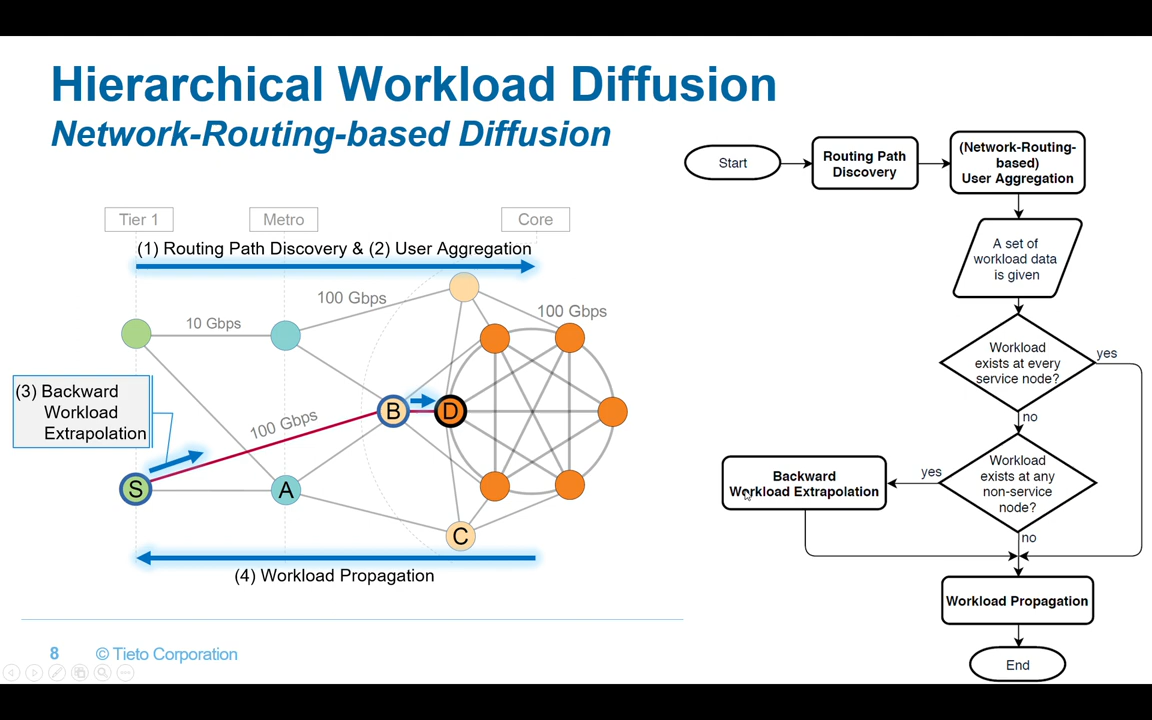 Hierarchical Workload Diffusion
Network-Routing-based Diffusion
Tier 1
Metro
Core
(1) Routing Path Discovery & (2) User Aggregation
100 Gbps
100 Gbps
10 Gbps
(3) Backward
Workload
Extrapolation
100 Gbps
B
D
S
A
C
(4) Workload Propagation
Start
Routing Path
Discovery
(Network-Routing-
based)
User Aggregation
A set of
workload data
is given
Workload
exists at every
service node?
yes
no
Workload
exists at any
non-service
node?
yes
no
Backward
Workload Extrapolation
Workload Propagation
End
8
© Tieto Corporation